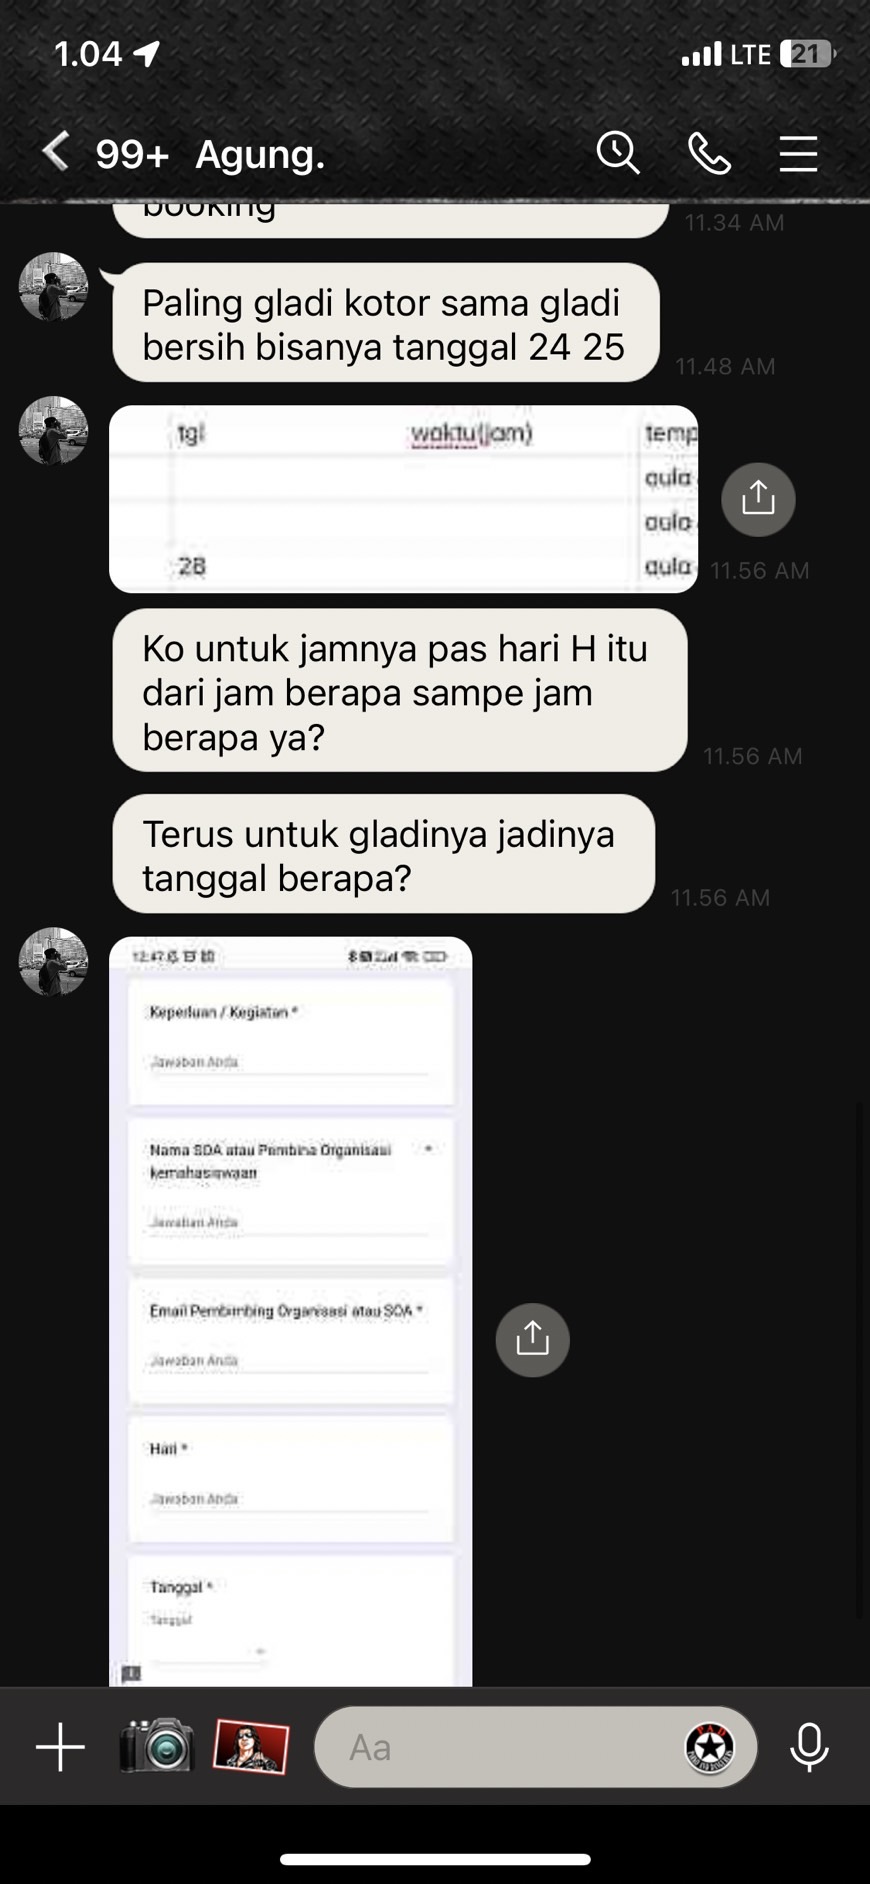 1.04
LTE 21
99+ Agung.
booking
11.34 AM
Paling gladi kotor sama gladi
bersih bisanya tanggal 24 25
11.48 AM
tgl waktu(jam) temp
aula
aula
28 aula
11.56 AM
Ko untuk jamnya pas hari H itu
dari jam berapa sampe jam
berapa ya?
11.56 AM
Terus untuk gladinya jadinya
tanggal berapa?
11.56 AM
12.47
Keperluan / Kegiatan *
Jawaban Anda
Nama SOA atau Pembina Organisasi *
kemahasiswaan
Jawaban Anda
Email Pembimbing Organisasi atau SOA *
Jawaban Anda
Hari *
Jawaban Anda
Tanggal *
Tanggal
Aa
PAD